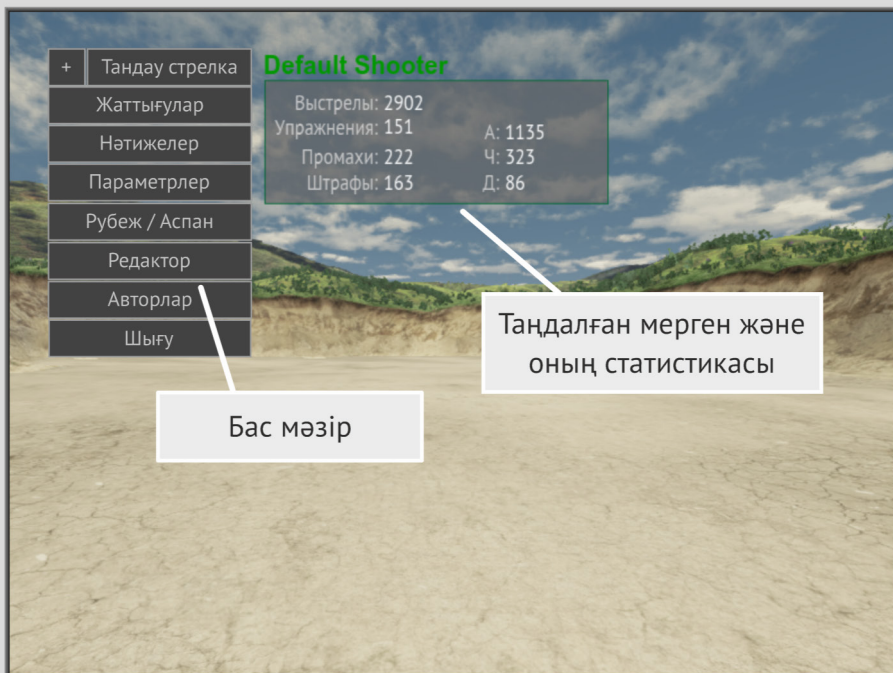 + Тандау стрелка
Жаттығулар
Нәтижелер
Параметрлер
Рубеж / Аспан
Редактор
Авторлар
Шығу
Default Shooter
Выстрелы: 2902
Упражнения: 151 А: 1135
Промахи: 222 Ч: 323
Штрафы: 163 Д: 86
Таңдалған мерген және
оның статистикасы
Бас мәзір